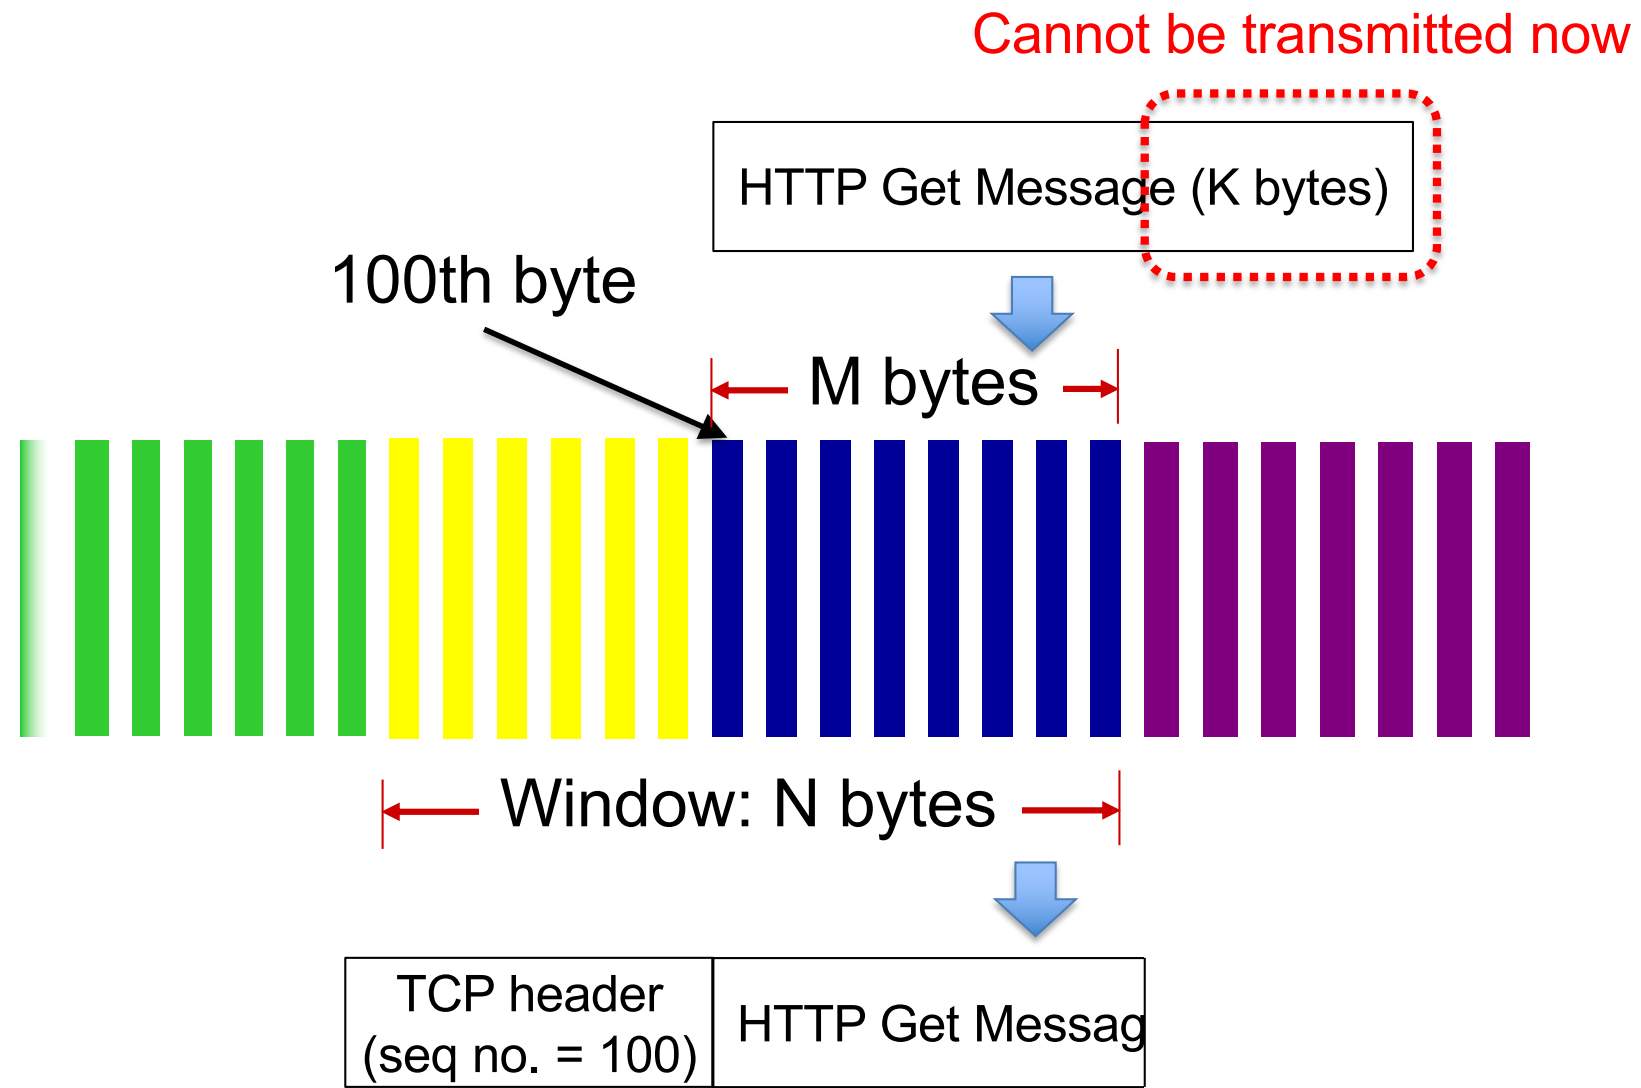 Cannot be transmitted now
HTTP Get Message (K bytes)
100th byte
M bytes
Window: N bytes
TCP header
(seq no. = 100)
HTTP Get Messag